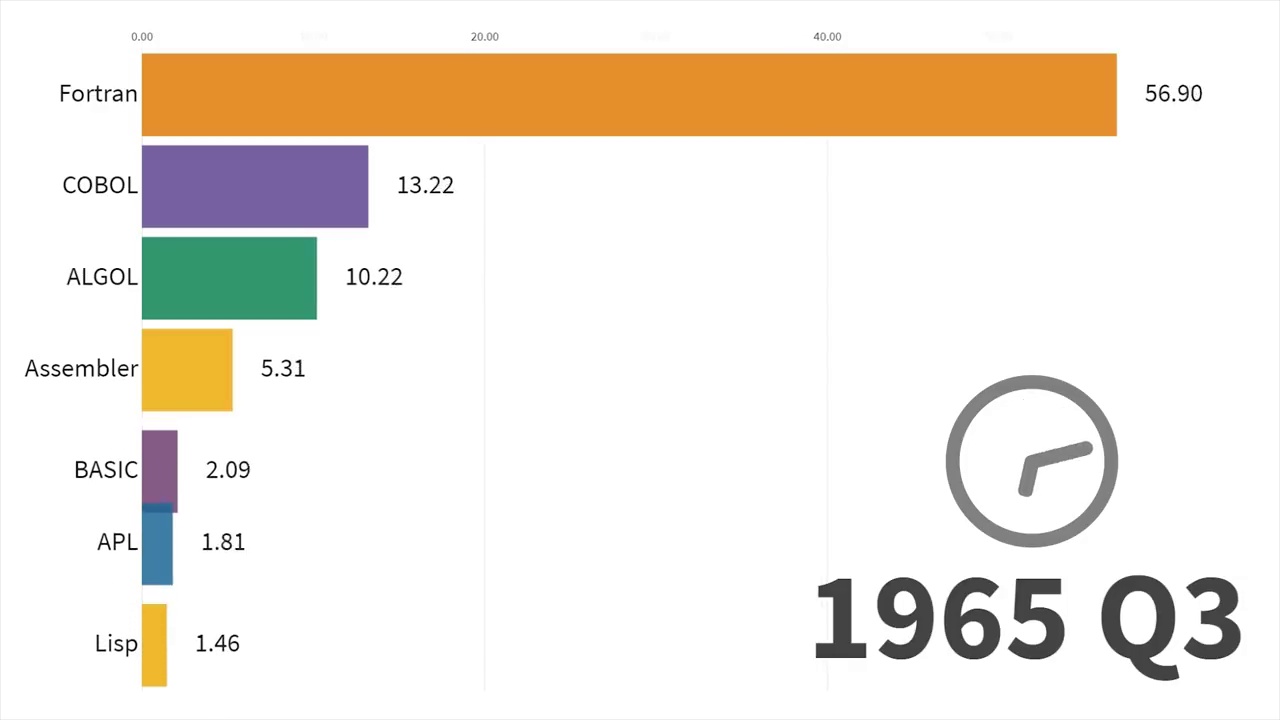 0.00 20.00 40.00
Fortran 56.90
COBOL 13.22
ALGOL 10.22
Assembler 5.31
BASIC 2.09
APL 1.81
Lisp 1.46
1965 Q3